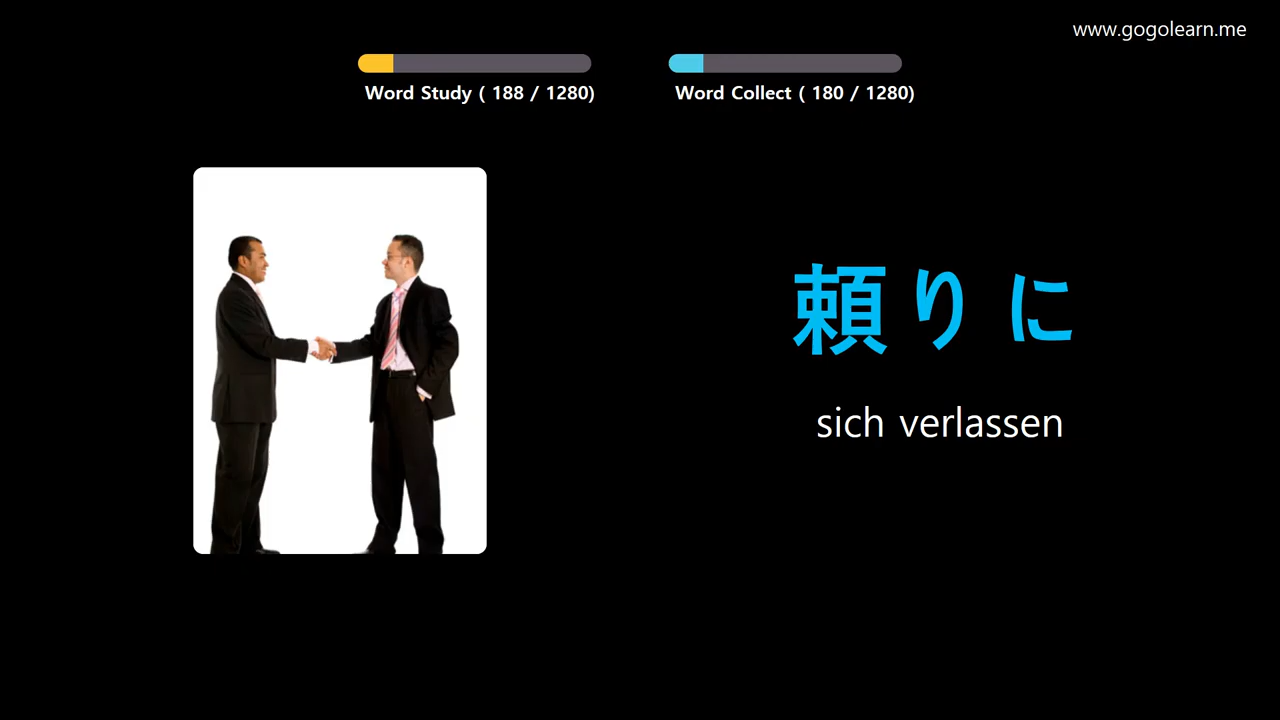 www.gogolearn.me
Word Study ( 188 / 1280)
Word Collect ( 180 / 1280)
頼りに
sich verlassen